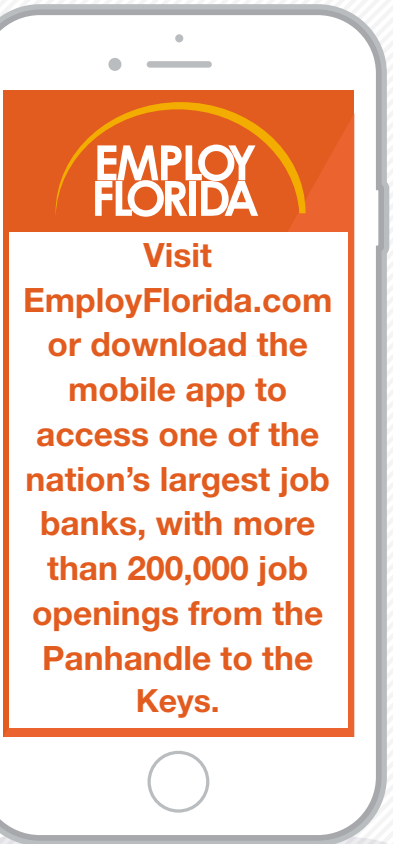 EMPLOY
FLORIDA
Visit
EmployFlorida.com
or download the
mobile app to
access one of the
nation’s largest job
banks, with more
than 200,000 job
openings from the
Panhandle to the
Keys.